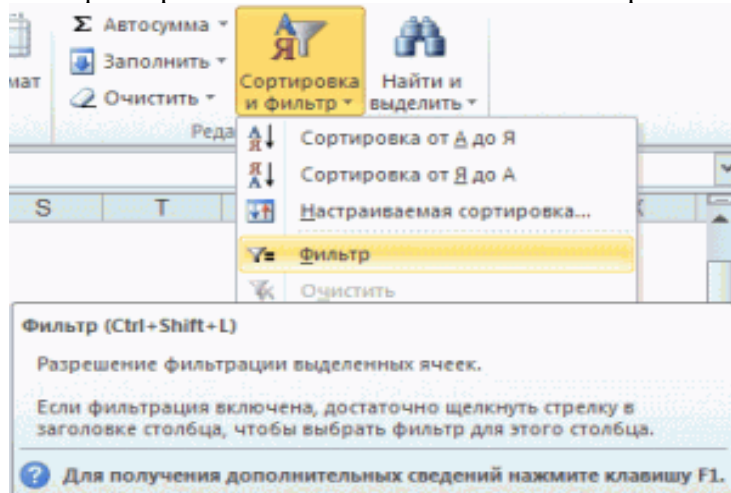 Σ Автосумма
Заполнить
Очистить
мат
Сортировка
и фильтр
Найти и
выделить
Реда
Сортировка от А до Я
Сортировка от Я до А
Настраиваемая сортировка...
S T
Фильтр
Очистить
Фильтр (Ctrl+Shift+L)
Разрешение фильтрации выделенных ячеек.
Если фильтрация включена, достаточно щелкнуть стрелку в
заголовке столбца, чтобы выбрать фильтр для этого столбца.
Для получения дополнительных сведений нажмите клавишу F1.